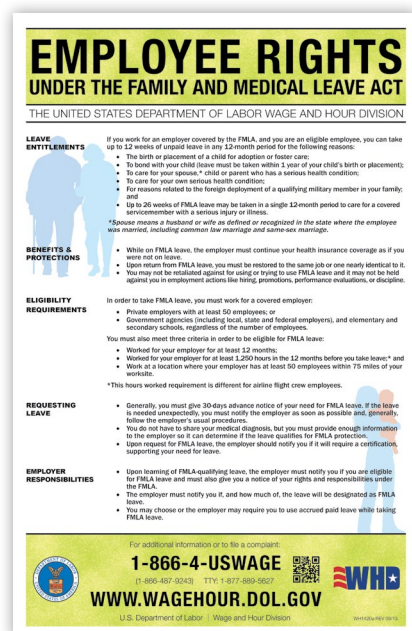 EMPLOYEE RIGHTS
UNDER THE FAMILY AND MEDICAL LEAVE ACT
THE UNITED STATES DEPARTMENT OF LABOR WAGE AND HOUR DIVISION
LEAVE
ENTITLEMENTS
If you work for an employer covered by the FMLA, and you are an eligible employee, you can take
up to 12 weeks of unpaid leave in any 12-month period for the following reasons:
• The birth or placement of a child for adoption or foster care;
• To bond with your child (leave must be taken within 1 year of your child's birth or placement);
• To care for your spouse,* child or parent who has a serious health condition;
• To care for your own serious health condition;
• For reasons related to the foreign deployment of a qualifying military member in your family;
and
• Up to 26 weeks of FMLA leave may be taken in a single 12-month period to care for a covered
servicemember with a serious injury or illness.
*Spouse means a husband or wife as defined or recognized in the state where the employee
was married, including common law marriage and same-sex marriage.
BENEFITS &
PROTECTIONS
• While on FMLA leave, the employer must continue your health insurance coverage as if you
were not on leave.
• Upon return from FMLA leave, you must be restored to the same job or one nearly identical to it.
• You may not be retaliated against for using or trying to use FMLA leave and it may not be held
against you in employment actions like hiring, promotions, performance evaluations, or discipline.
ELIGIBILITY
REQUIREMENTS
In order to take FMLA leave, you must work for a covered employer:
• Private employers with at least 50 employees; or
• Government agencies (including local, state and federal employers), and elementary and
secondary schools, regardless of the number of employees.
You must also meet three criteria in order to be eligible for FMLA leave:
• Worked for your employer for at least 12 months;
• Worked for your employer for at least 1,250 hours in the 12 months before you take leave;* and
• Work at a location where your employer has at least 50 employees within 75 miles of your
worksite.
*This hours worked requirement is different for airline flight crew employees.
REQUESTING
LEAVE
• Generally, you must give 30-days advance notice of your need for FMLA leave. If the leave
is needed unexpectedly, you must notify the employer as soon as possible and, generally,
follow the employer's usual procedures.
• You do not have to share your medical diagnosis, but you must provide enough information
to the employer so it can determine if the leave qualifies for FMLA protection.
• Upon request for FMLA leave, the employer should notify you if it will require a certification,
supporting your need for leave.
EMPLOYER
RESPONSIBILITIES
• Upon learning of FMLA-qualifying leave, the employer must notify you if you are eligible
for FMLA leave and must also give you a notice of your rights and responsibilities under
the FMLA.
• The employer must notify you if, and how much of, the leave will be designated as FMLA
leave.
• You may choose or the employer may require you to use accrued paid leave while taking
FMLA leave.
For additional information or to file a complaint:
1-866-4-USWAGE
(1-866-487-9243) TTY: 1-877-889-5627
WWW.WAGEHOUR.DOL.GOV
WHD
U.S. Department of Labor | Wage and Hour Division